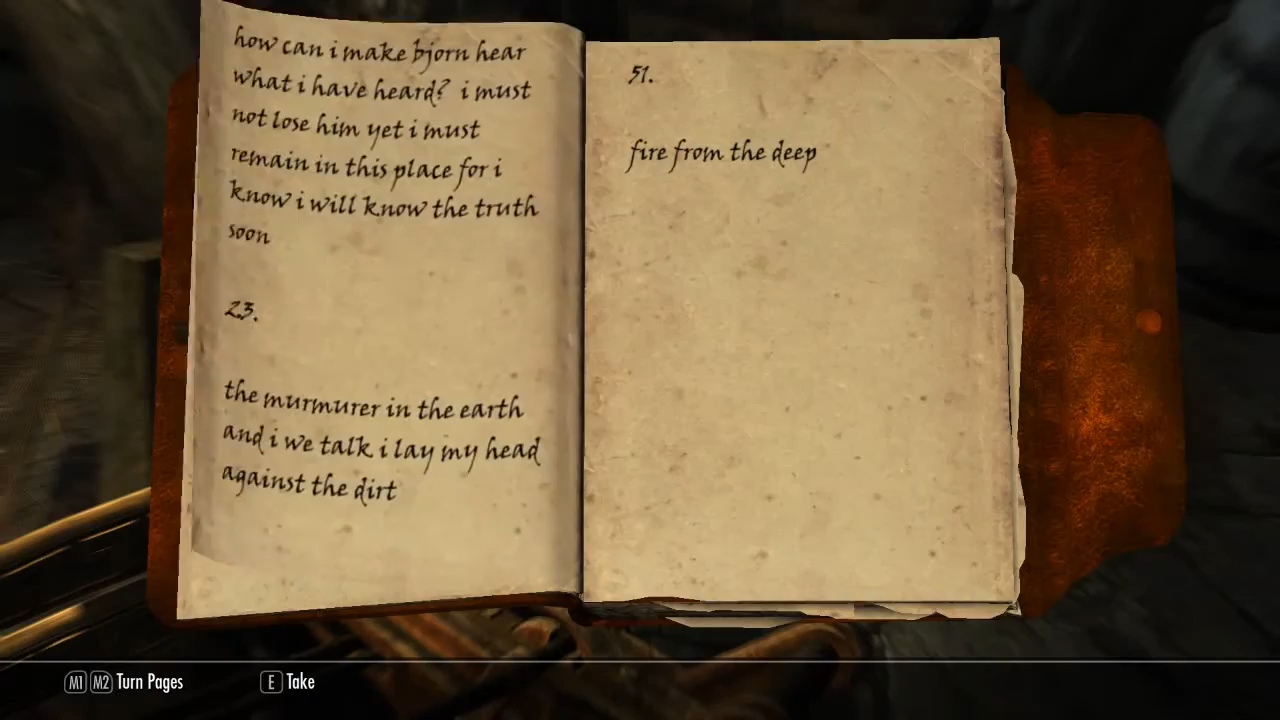 how can i make bjorn hear
what i have heard? i must
not lose him yet i must
remain in this place for i
know i will know the truth
soon
23.
the murmurer in the earth
and i we talk i lay my head
against the dirt
51.
fire from the deep
M1 M2 Turn Pages
E Take